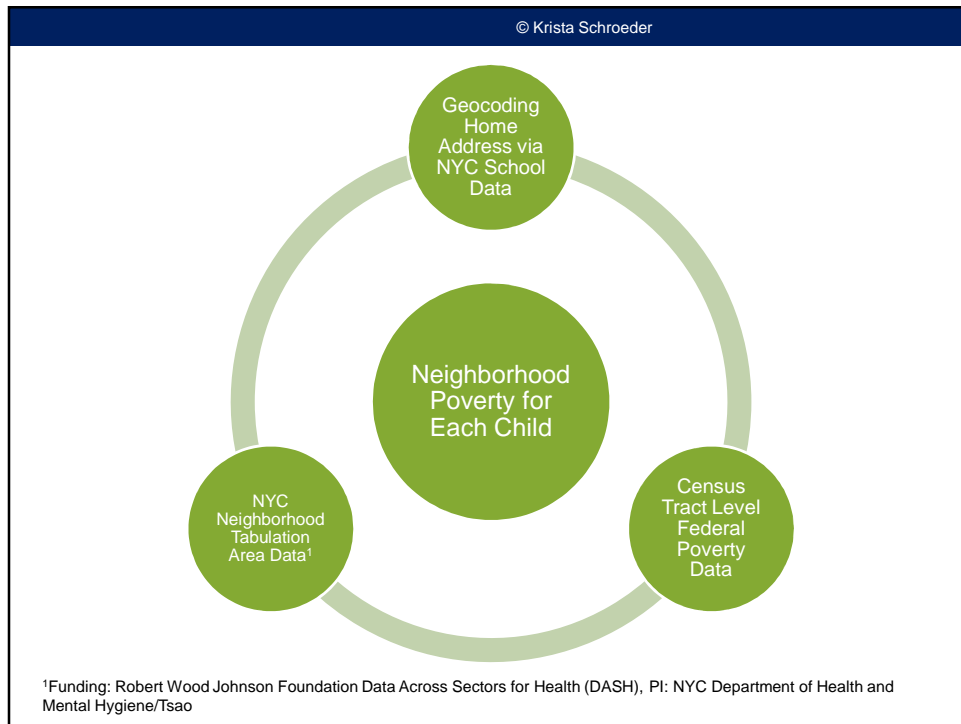 © Krista Schroeder
Geocoding
Home
Address via
NYC School
Data
Neighborhood
Poverty for
Each Child
NYC
Neighborhood
Tabulation
Area Data¹
Census
Tract Level
Federal
Poverty
Data
¹Funding: Robert Wood Johnson Foundation Data Across Sectors for Health (DASH), PI: NYC Department of Health and
Mental Hygiene/Tsao